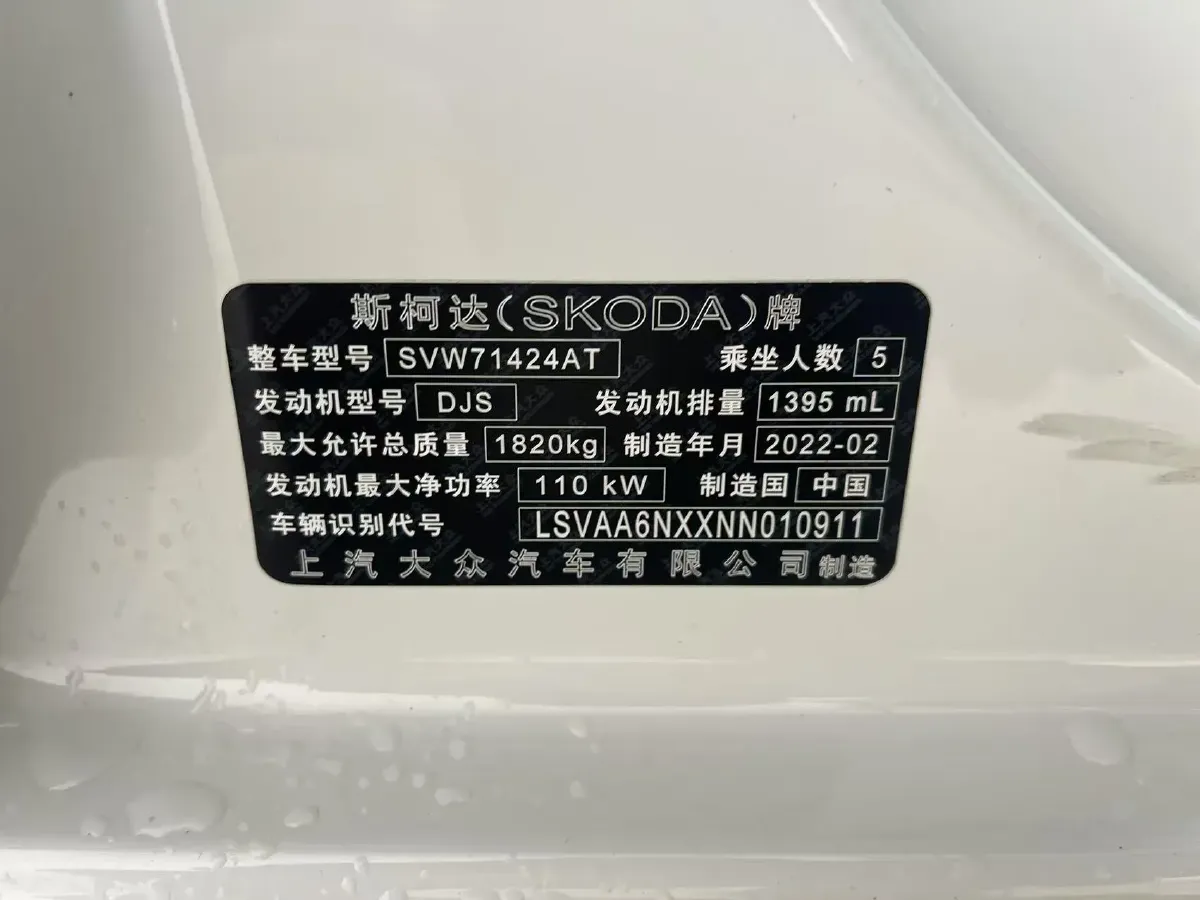 斯柯达(SKODA)牌
整车型号 SVW71424AT 乘坐人数 5
发动机型号 DJS 发动机排量 1395 mL
最大允许总质量 1820kg 制造年月 2022-02
发动机最大净功率 110 kW 制造国 中国
车辆识别代号 LSVAA6NXXNN010911
上汽大众汽车有限公司制造